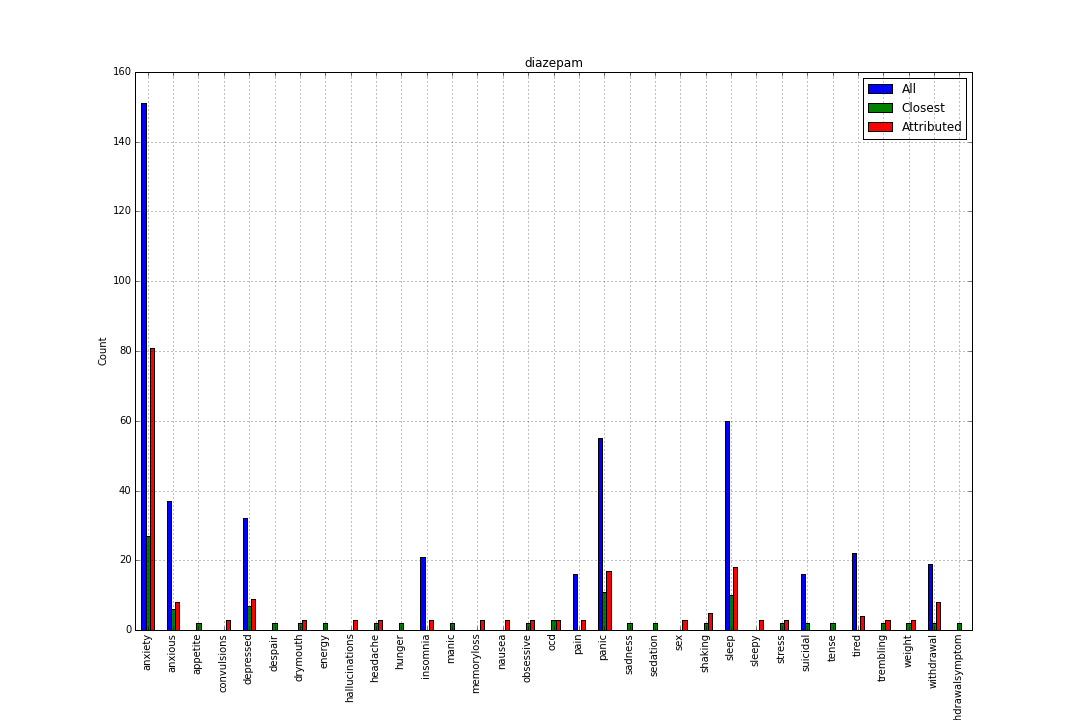 diazepam
160
140
120
100
80
60
40
20
0
Count
All
Closest
Attributed
anxiety
anxious
appetite
convulsions
depressed
despair
drymouth
energy
hallucinations
headache
hunger
insomnia
manic
memoryloss
nausea
obsessive
ocd
pain
panic
sadness
sedation
sex
shaking
sleep
sleepy
stress
suicidal
tense
tired
trembling
weight
withdrawal
hdrawalsymptom